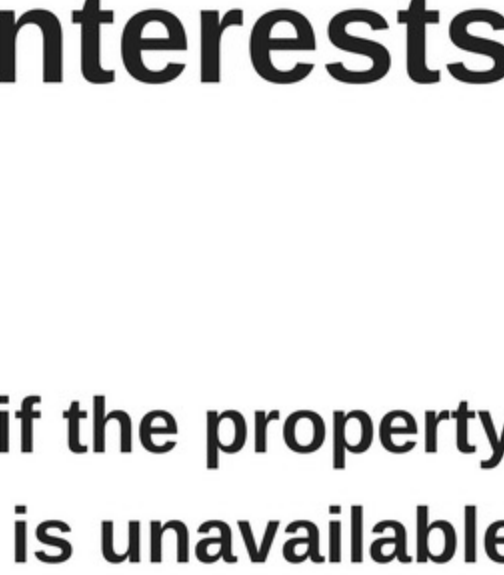 nterests
if the property
is unavailable